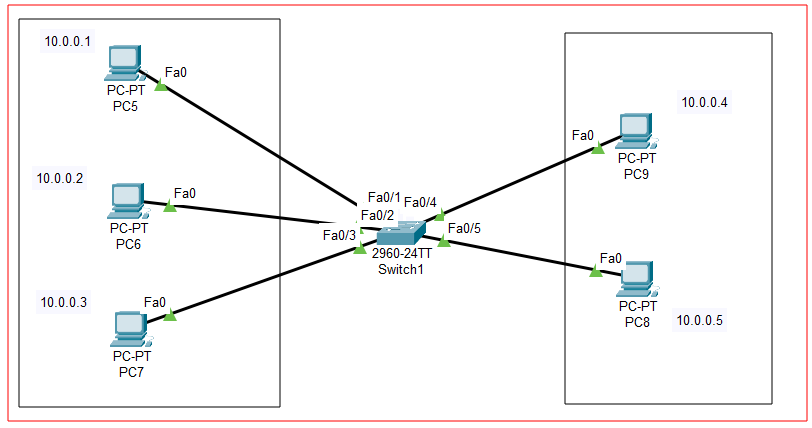 10.0.0.1
Fa0
PC-PT
PC5
10.0.0.2
Fa0
PC-PT
PC6
10.0.0.3
Fa0
PC-PT
PC7
Fa0/1
Fa0/4
Fa0/2
Fa0/3
Fa0/5
2960-24TT
Switch1
10.0.0.4
Fa0
PC-PT
PC9
Fa0
PC-PT
PC8
10.0.0.5